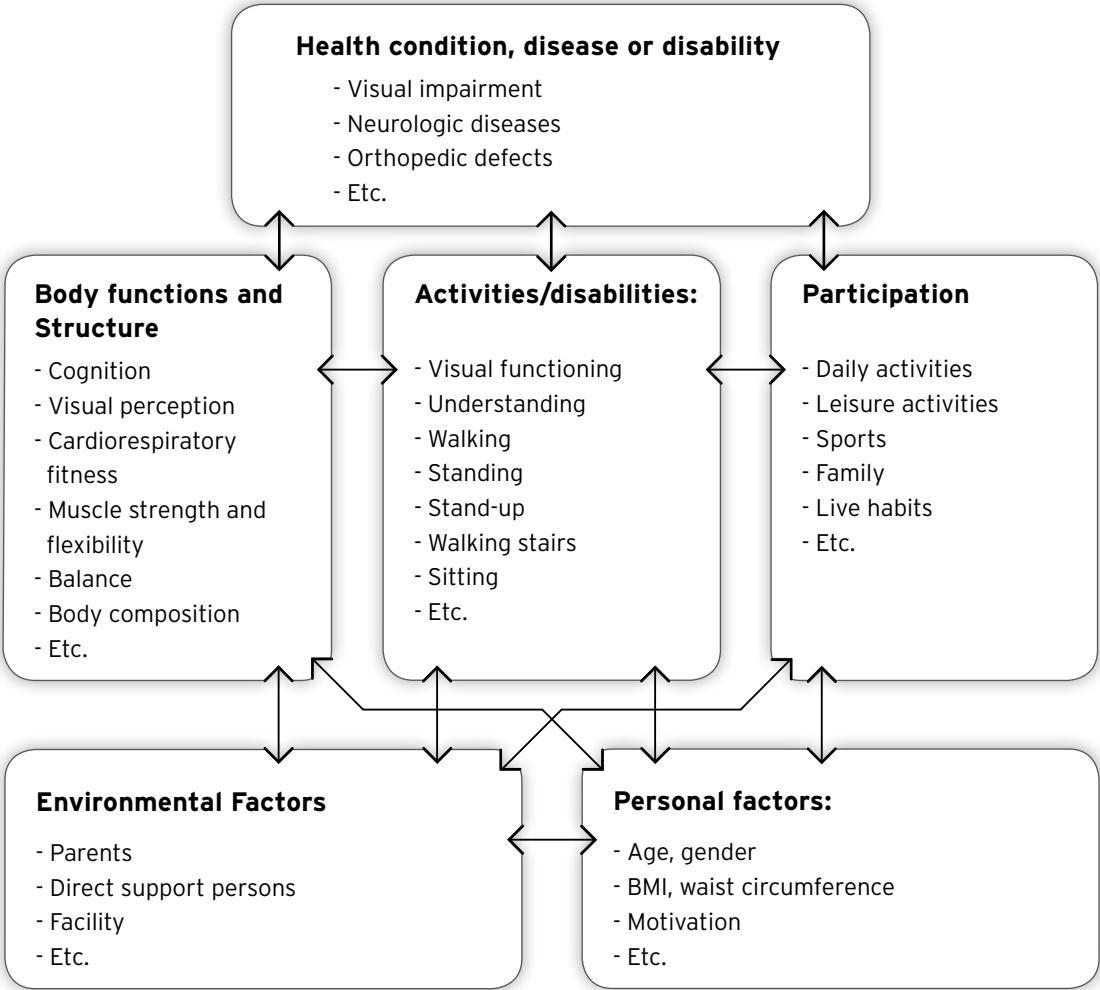 Health condition, disease or disability
- Visual impairment
- Neurologic diseases
- Orthopedic defects
- Etc.
Body functions and
Structure
- Cognition
- Visual perception
- Cardiorespiratory
fitness
- Muscle strength and
flexibility
- Balance
- Body composition
- Etc.
Activities/disabilities:
- Visual functioning
- Understanding
- Walking
- Standing
- Stand-up
- Walking stairs
- Sitting
- Etc.
Participation
- Daily activities
- Leisure activities
- Sports
- Family
- Live habits
- Etc.
Environmental Factors
- Parents
- Direct support persons
- Facility
- Etc.
Personal factors:
- Age, gender
- BMI, waist circumference
- Motivation
- Etc.